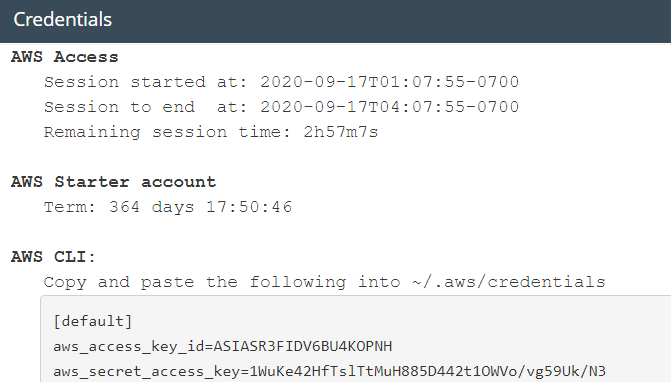 Credentials
AWS Access
Session started at: 2020-09-17T01:07:55-0700
Session to end  at: 2020-09-17T04:07:55-0700
Remaining session time: 2h57m7s
AWS Starter account
Term: 364 days 17:50:46
AWS CLI:
Copy and paste the following into ~/.aws/credentials
[default]
aws_access_key_id=ASIASR3FIDV6BU4KOPNH
aws_secret_access_key=1WuKe42HfTslTtMuH885D442t1OWVo/vg59Uk/N3